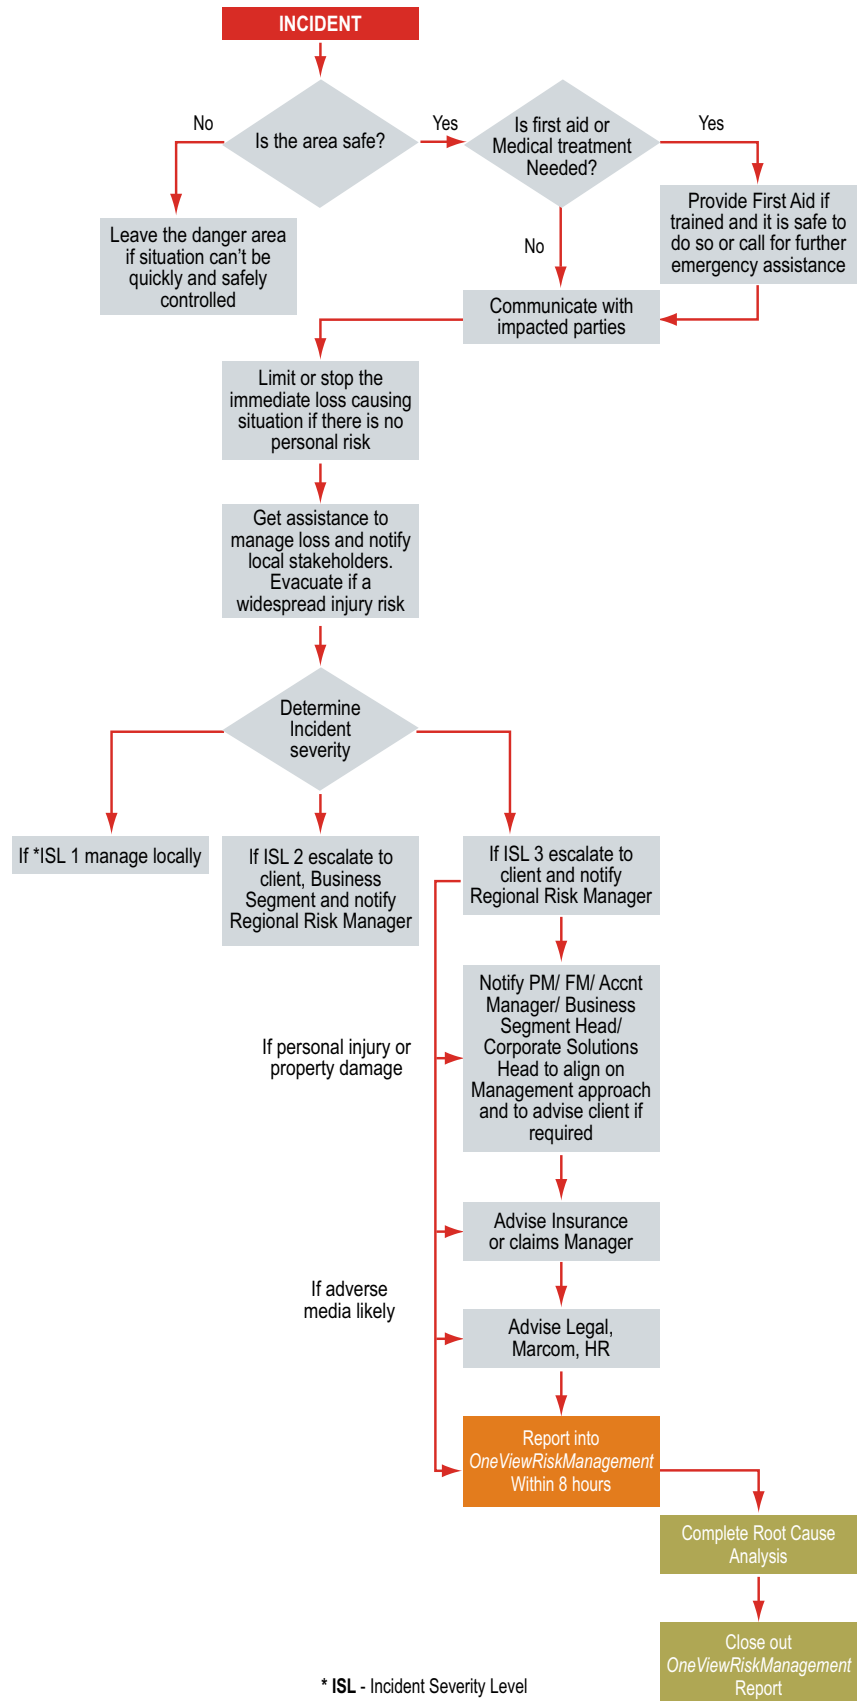 INCIDENT
No
Is the area safe?
Yes
Is first aid or
Medical treatment
Needed?
Yes
Leave the danger area
if situation can't be
quickly and safely
controlled
No
Provide First Aid if
trained and it is safe to
do so or call for further
emergency assistance
Communicate with
impacted parties
Limit or stop the
immediate loss causing
situation if there is no
personal risk
Get assistance to
manage loss and notify
local stakeholders.
Evacuate if a
widespread injury risk
Determine
Incident
severity
If *ISL 1 manage locally
If ISL 2 escalate to
client, Business
Segment and notify
Regional Risk Manager
If ISL 3 escalate to
client and notify
Regional Risk Manager
If personal injury or
property damage
Notify PM/ FM/ Accnt
Manager/ Business
Segment Head/
Corporate Solutions
Head to align on
Management approach
and to advise client if
required
Advise Insurance
or claims Manager
If adverse
media likely
Advise Legal,
Marcom, HR
Report into
OneViewRiskManagement
Within 8 hours
Complete Root Cause
Analysis
Close out
OneViewRiskManagement
Report
* ISL - Incident Severity Level